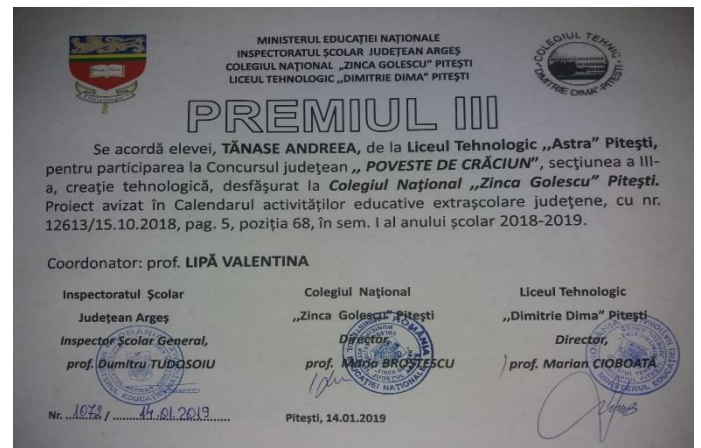 MINISTERUL EDUCAȚIEI NAȚIONALE
INSPECTORATUL ȘCOLAR JUDEȚEAN ARGEȘ
COLEGIUL NAȚIONAL „ZINCA GOLESCU” PITEȘTI
LICEUL TEHNOLOGIC „DIMITRIE DIMA” PITEȘTI
COLEGIUL TEHNIC
"DIMITRIE DIMA"-PITEȘTI
PREMIUL III
Se acordă elevei, TĂNASE ANDREEA, de la Liceul Tehnologic ,,Astra” Pitești,
pentru participarea la Concursul județean ,, POVESTE DE CRĂCIUN”, secțiunea a III-
a, creație tehnologică, desfășurat la Colegiul Național ,,Zinca Golescu” Pitești.
Proiect avizat în Calendarul activităților educative extrașcolare județene, cu nr.
12613/15.10.2018, pag. 5, poziția 68, în sem. I al anului școlar 2018-2019.
Coordonator: prof. LIPĂ VALENTINA
Inspectoratul Școlar
Județean Argeș
Inspector Școlar General,
prof. Dumitru TUDOSOIU
Colegiul Național
,,Zinca Golescu” Pitești
Director,
prof. Maria BROȘTESCU
Liceul Tehnologic
,,Dimitrie Dima” Pitești
Director,
prof. Marian CIOBOATĂ
Nr. 1072 / 14.01.2019
Pitești, 14.01.2019